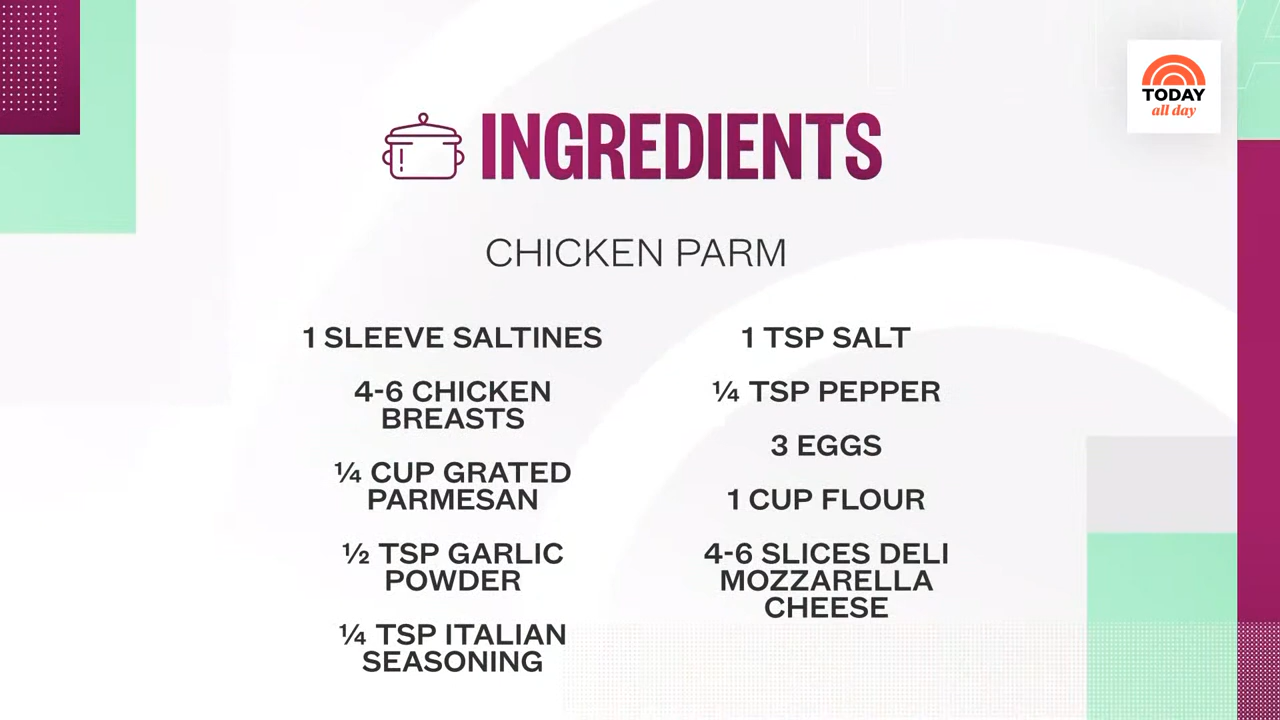 TODAY
all day
INGREDIENTS
CHICKEN PARM
1 SLEEVE SALTINES
4-6 CHICKEN
BREASTS
¼ CUP GRATED
PARMESAN
½ TSP GARLIC
POWDER
¼ TSP ITALIAN
SEASONING
1 TSP SALT
¼ TSP PEPPER
3 EGGS
1 CUP FLOUR
4-6 SLICES DELI
MOZZARELLA
CHEESE